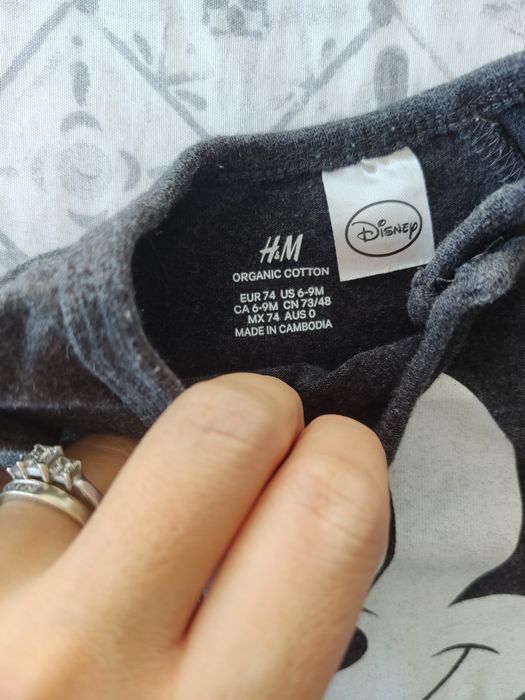 H&M
ORGANIC COTTON
EUR 74 US 6-9M
CA 6-9M CN 73/48
MX 74 AUS 0
MADE IN CAMBODIA
Disney